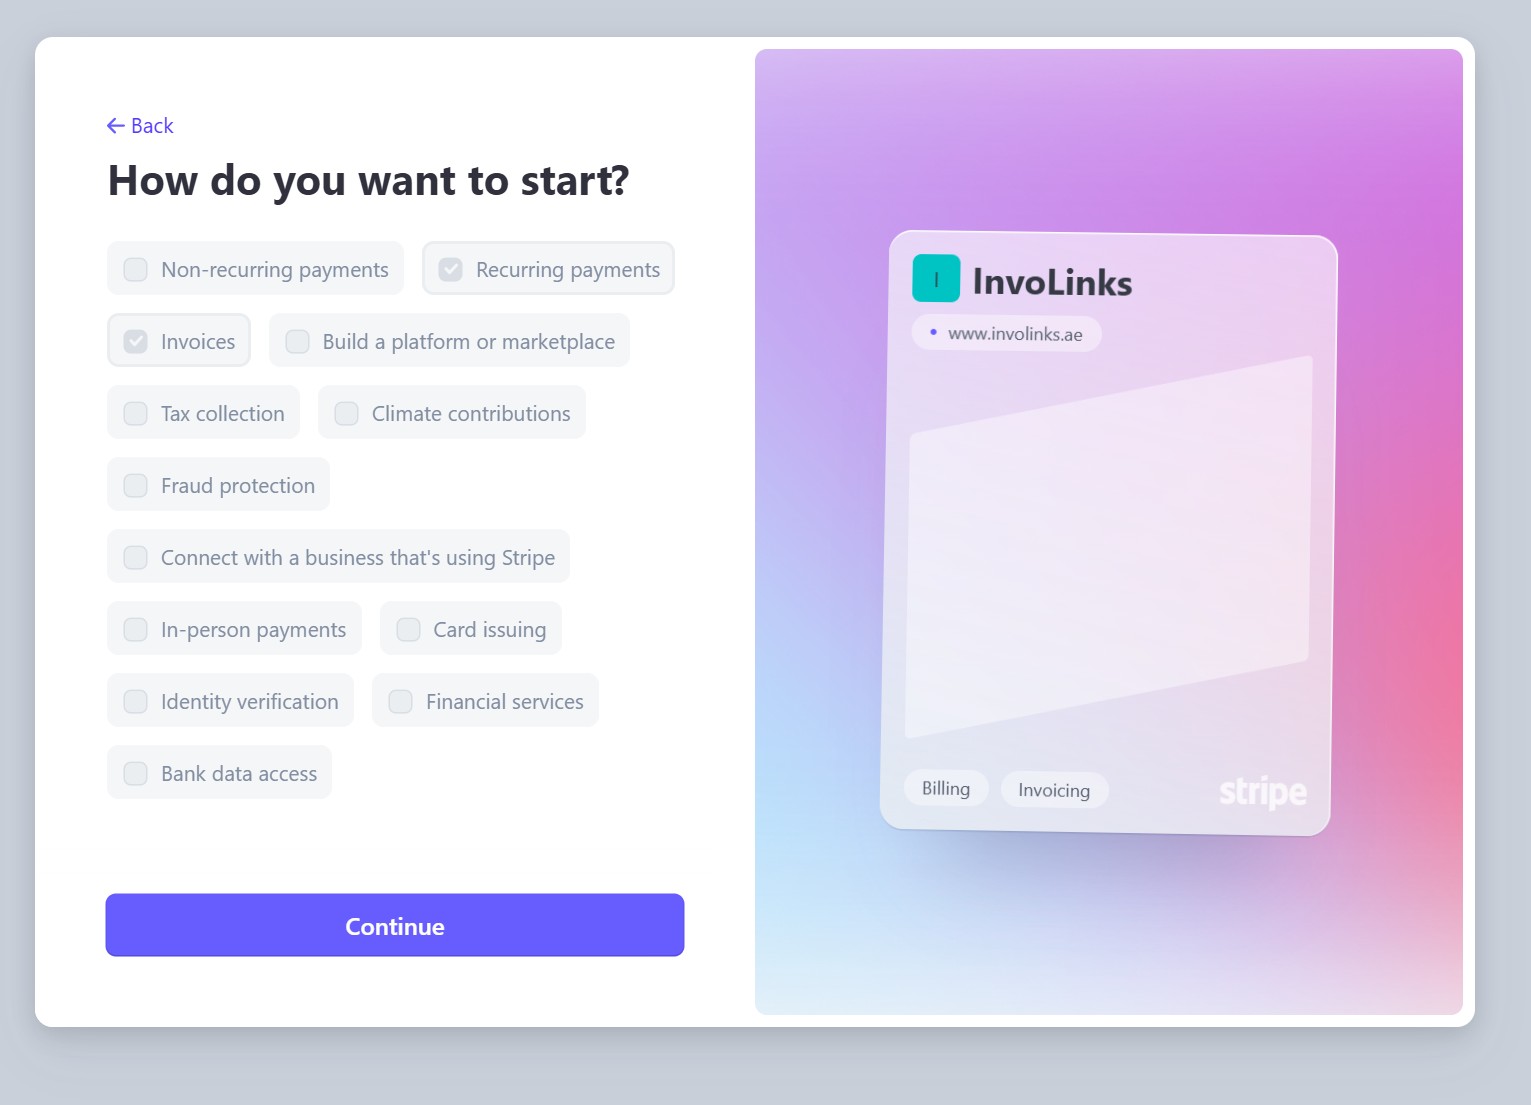 ← Back
How do you want to start?
Non-recurring payments
Recurring payments
Invoices
Build a platform or marketplace
Tax collection
Climate contributions
Fraud protection
Connect with a business that's using Stripe
In-person payments
Card issuing
Identity verification
Financial services
Bank data access
Continue
I
InvoLinks
www.involinks.ae
Billing
Invoicing
stripe